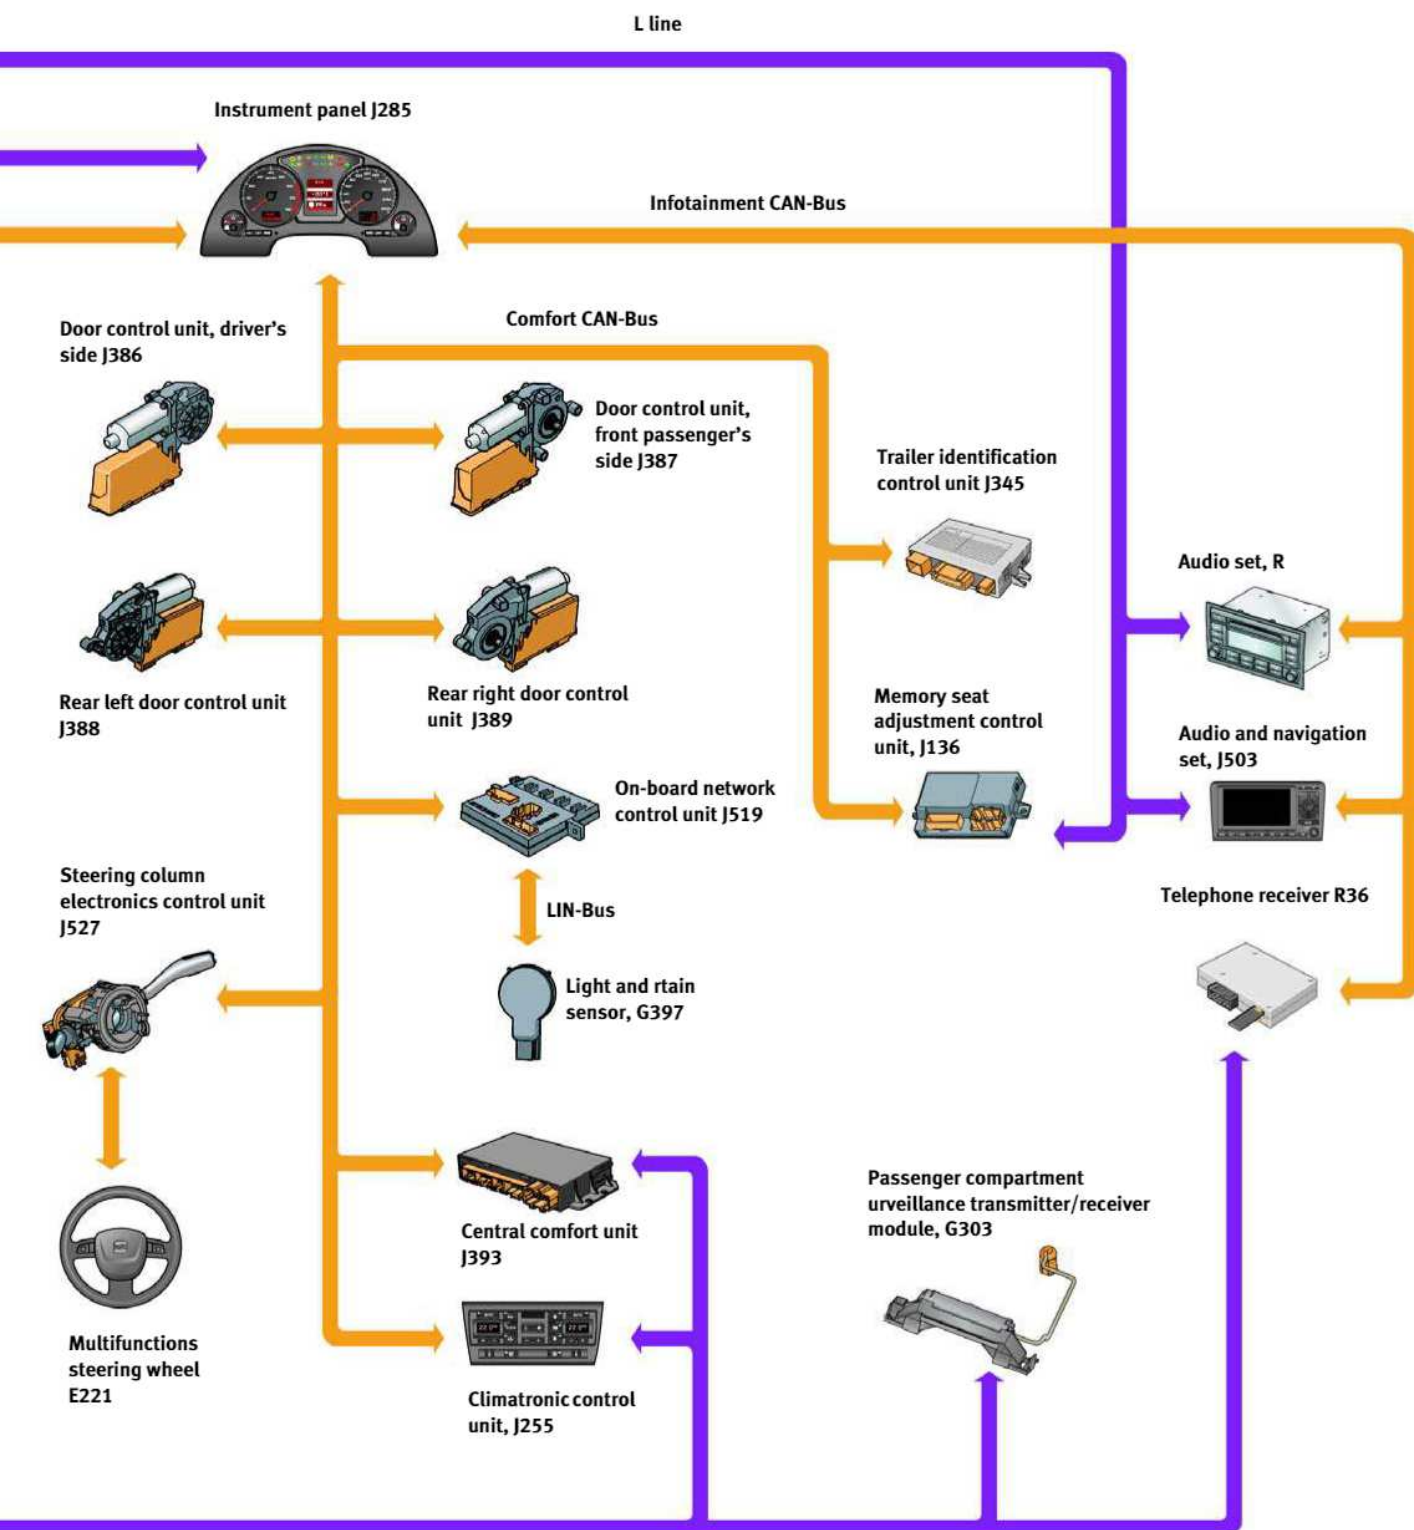 L line
Instrument panel J285
Infotainment CAN-Bus
Door control unit, driver's
side J386
Comfort CAN-Bus
Door control unit,
front passenger's
side J387
Trailer identification
control unit J345
Audio set, R
Rear left door control unit
J388
Rear right door control
unit J389
Memory seat
adjustment control
unit, J136
Audio and navigation
set, J503
On-board network
control unit J519
Steering column
electronics control unit
J527
LIN-Bus
Telephone receiver R36
Light and rtain
sensor, G397
Central comfort unit
J393
Passenger compartment
urveillance transmitter/receiver
module, G303
Multifunctions
steering wheel
E221
Climatronic control
unit, J255